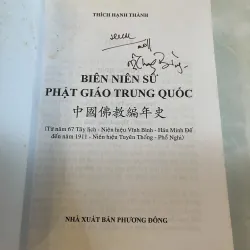 THÍCH HẠNH THÀNH
BIÊN NIÊN SỬ
PHẬT GIÁO TRUNG QUỐC
中國佛教編年史
(Từ năm 67 Tây lịch - Niên hiệu Vĩnh Bình - Hán Minh Đế
đến năm 1911 - Niên hiệu Tuyên Thống - Phổ Nghi)
NHÀ XUẤT BẢN PHƯƠNG ĐÔNG